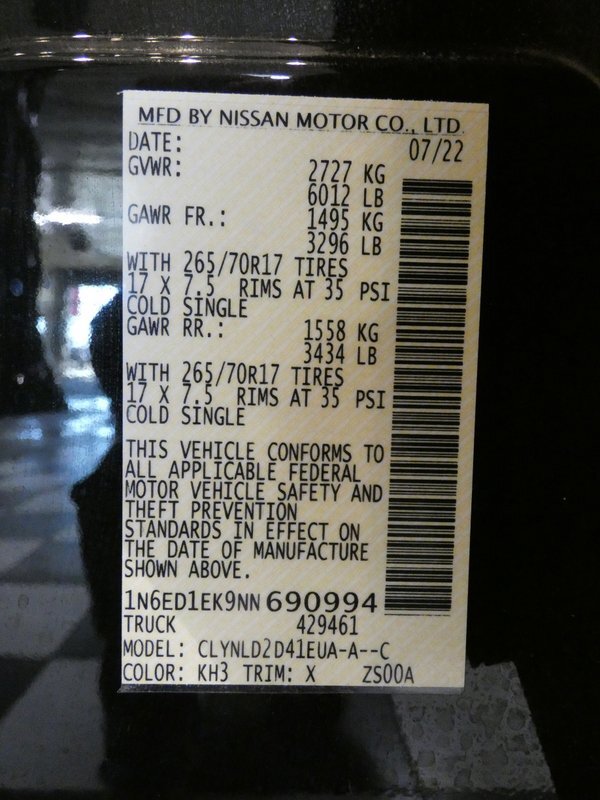 MFD BY NISSAN MOTOR CO., LTD.
DATE: 07/22
GVWR: 2727 KG
6012 LB
GAWR FR.: 1495 KG
3296 LB
WITH 265/70R17 TIRES
17 X 7.5 RIMS AT 35 PSI
COLD SINGLE
GAWR RR.: 1558 KG
3434 LB
WITH 265/70R17 TIRES
17 X 7.5 RIMS AT 35 PSI
COLD SINGLE
THIS VEHICLE CONFORMS TO
ALL APPLICABLE FEDERAL
MOTOR VEHICLE SAFETY AND
THEFT PREVENTION
STANDARDS IN EFFECT ON
THE DATE OF MANUFACTURE
SHOWN ABOVE.
1N6ED1EK9NN690994
TRUCK 429461
MODEL: CLYNLD2D41EUA-A--C
COLOR: KH3 TRIM: X ZS00A